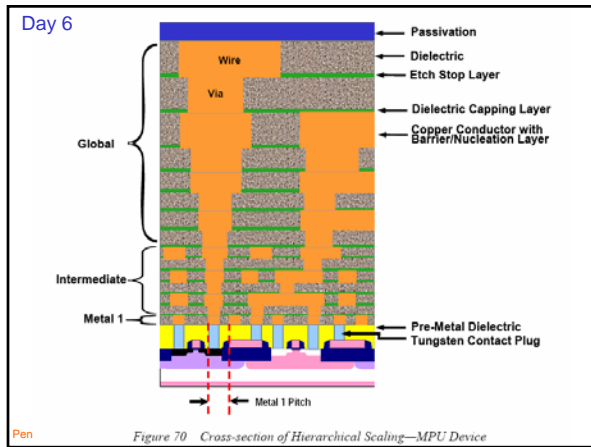 Day 6
Passivation
Dielectric
Wire
Etch Stop Layer
Via
Dielectric Capping Layer
Copper Conductor with
Barrier/Nucleation Layer
Global
Intermediate
Metal 1
Pre-Metal Dielectric
Tungsten Contact Plug
Metal 1 Pitch
Pen
Figure 70 Cross-section of Hierarchical Scaling—MPU Device